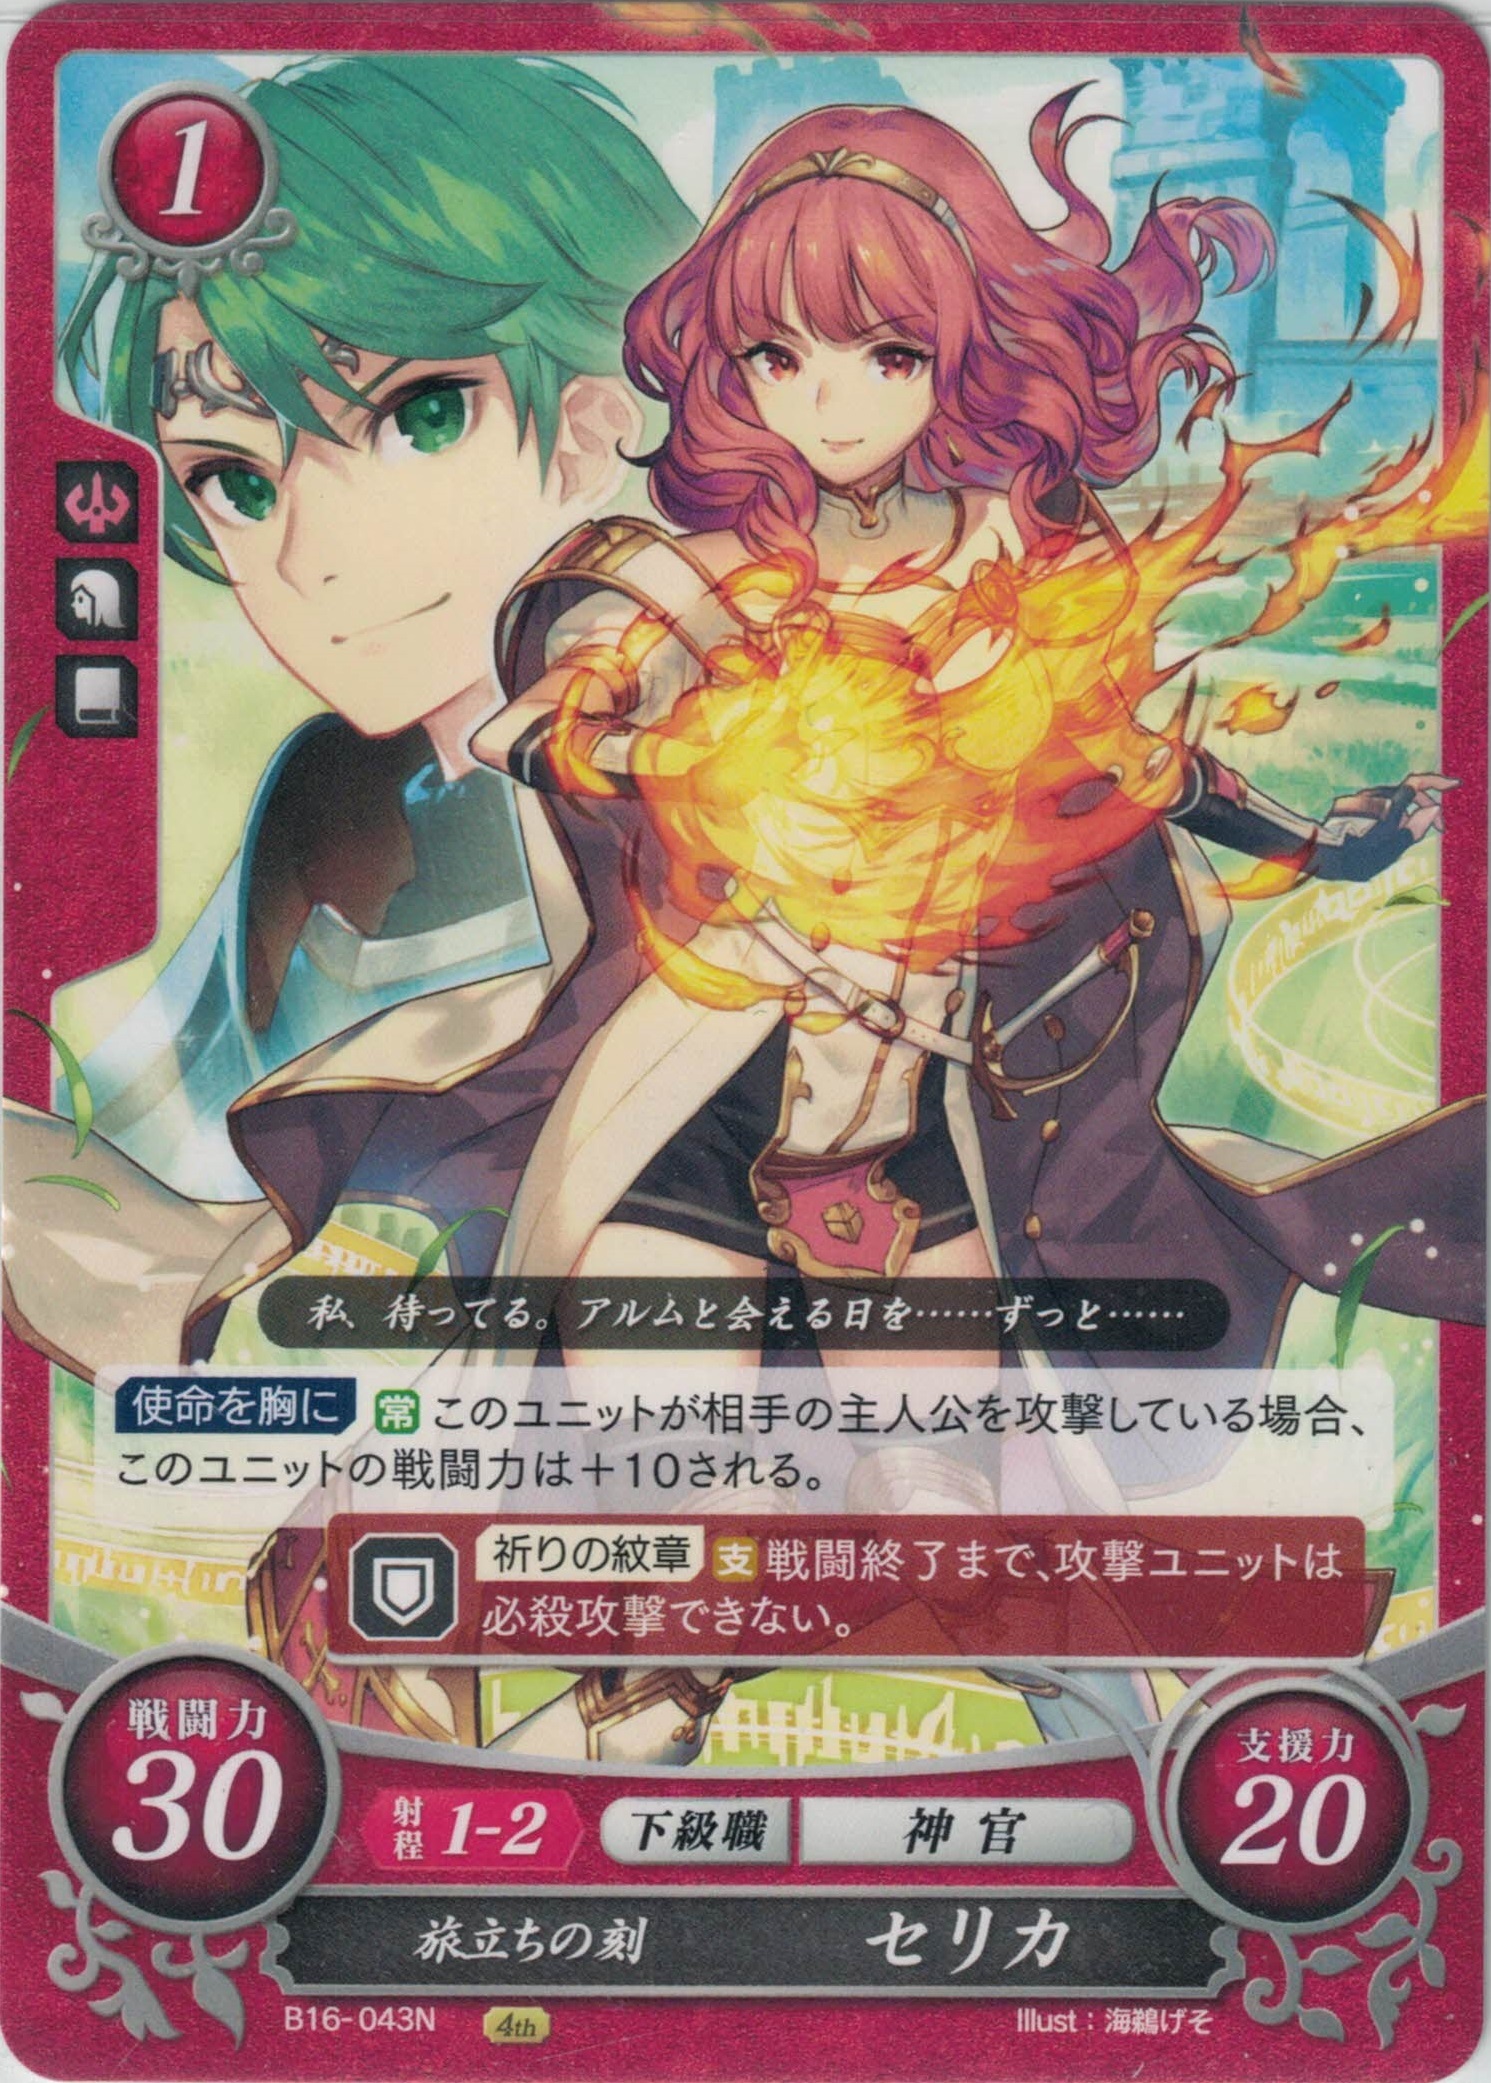 1
私、待ってる。アルムと会える日を……ずっと……
使命を胸に 常 このユニットが相手の主人公を攻撃している場合、
このユニットの戦闘力は＋10される。
祈りの紋章 支 戦闘終了まで、攻撃ユニットは
必殺攻撃できない。
戦闘力
30
射程 1-2
下級職
神官
支援力
20
旅立ちの刻 セリカ
B16-043N 4th Illust：海鵜げそ